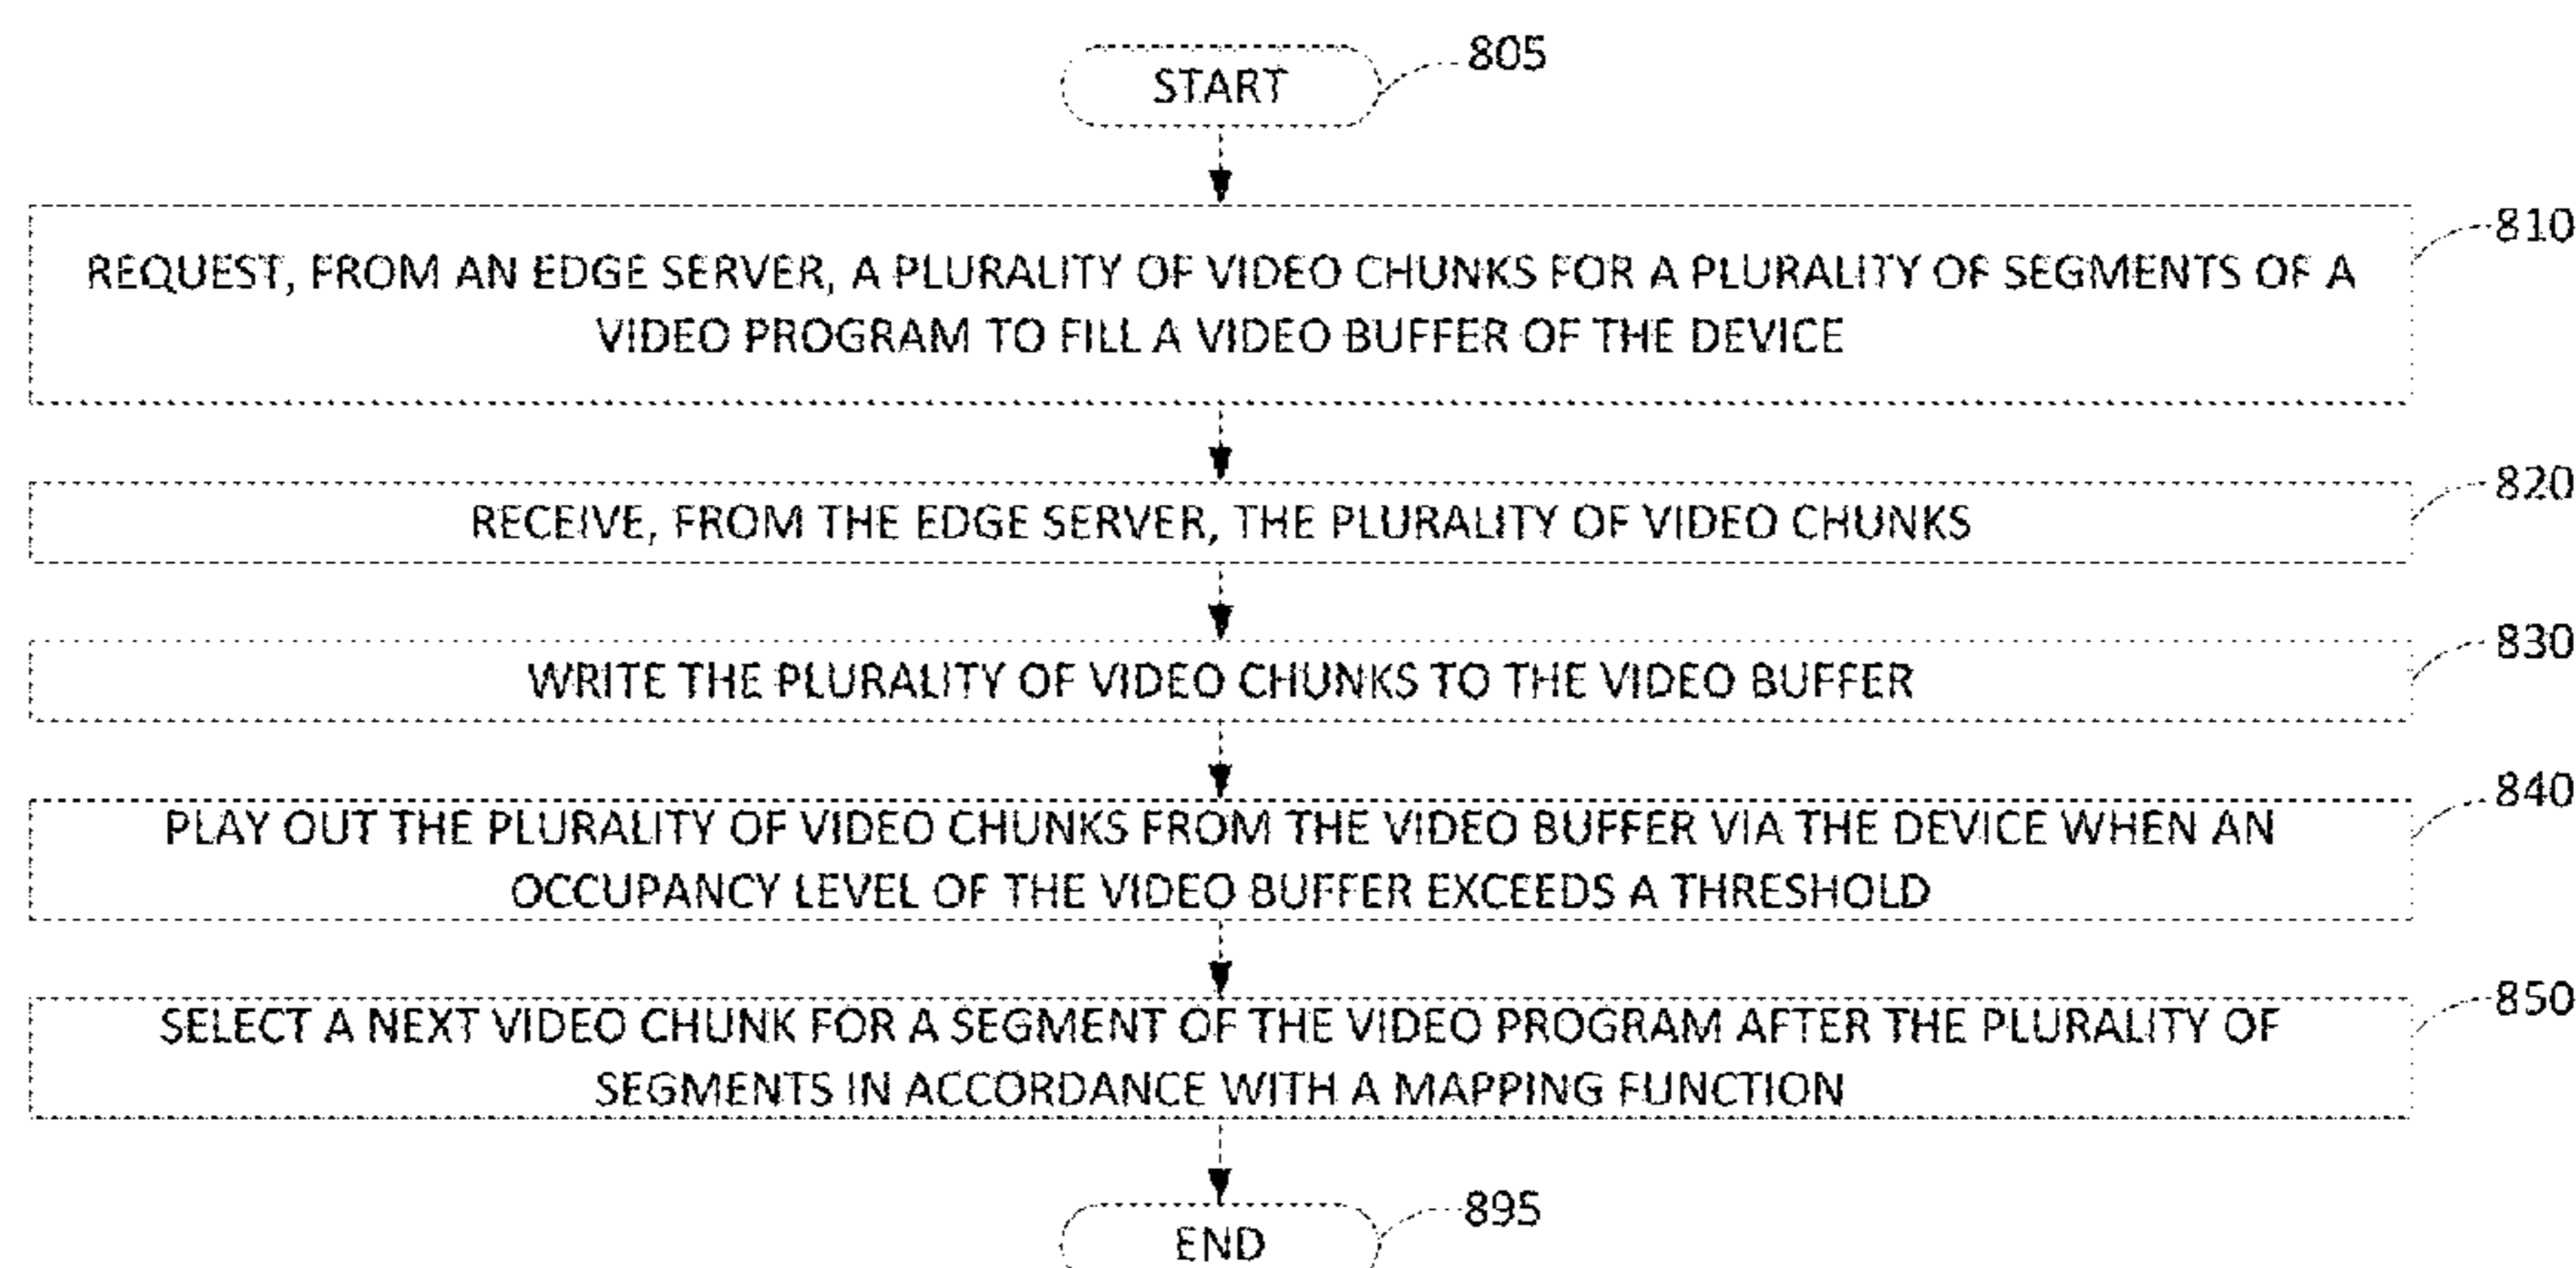 START
805
810
REQUEST, FROM AN EDGE SERVER, A PLURALITY OF VIDEO CHUNKS FOR A PLURALITY OF SEGMENTS OF A
VIDEO PROGRAM TO FILL A VIDEO BUFFER OF THE DEVICE
820
RECEIVE, FROM THE EDGE SERVER, THE PLURALITY OF VIDEO CHUNKS
830
WRITE THE PLURALITY OF VIDEO CHUNKS TO THE VIDEO BUFFER
840
PLAY OUT THE PLURALITY OF VIDEO CHUNKS FROM THE VIDEO BUFFER VIA THE DEVICE WHEN AN
OCCUPANCY LEVEL OF THE VIDEO BUFFER EXCEEDS A THRESHOLD
850
SELECT A NEXT VIDEO CHUNK FOR A SEGMENT OF THE VIDEO PROGRAM AFTER THE PLURALITY OF
SEGMENTS IN ACCORDANCE WITH A MAPPING FUNCTION
895
END